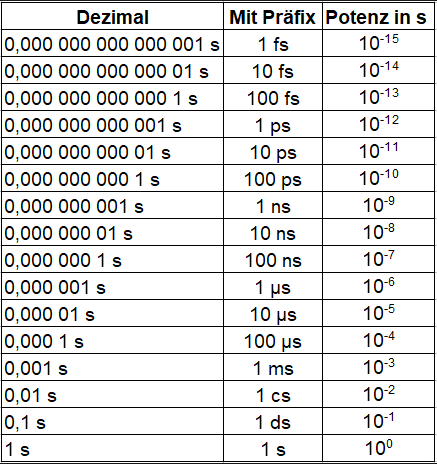 Dezimal Mit Präfix Potenz in s
0,000 000 000 000 001 s 1 fs 10⁻¹⁵
0,000 000 000 000 01 s 10 fs 10⁻¹⁴
0,000 000 000 000 1 s 100 fs 10⁻¹³
0,000 000 000 001 s 1 ps 10⁻¹²
0,000 000 000 01 s 10 ps 10⁻¹¹
0,000 000 000 1 s 100 ps 10⁻¹⁰
0,000 000 001 s 1 ns 10⁻⁹
0,000 000 01 s 10 ns 10⁻⁸
0,000 000 1 s 100 ns 10⁻⁷
0,000 001 s 1 µs 10⁻⁶
0,000 01 s 10 µs 10⁻⁵
0,000 1 s 100 µs 10⁻⁴
0,001 s 1 ms 10⁻³
0,01 s 1 cs 10⁻²
0,1 s 1 ds 10⁻¹
1 s 1 s 10⁰